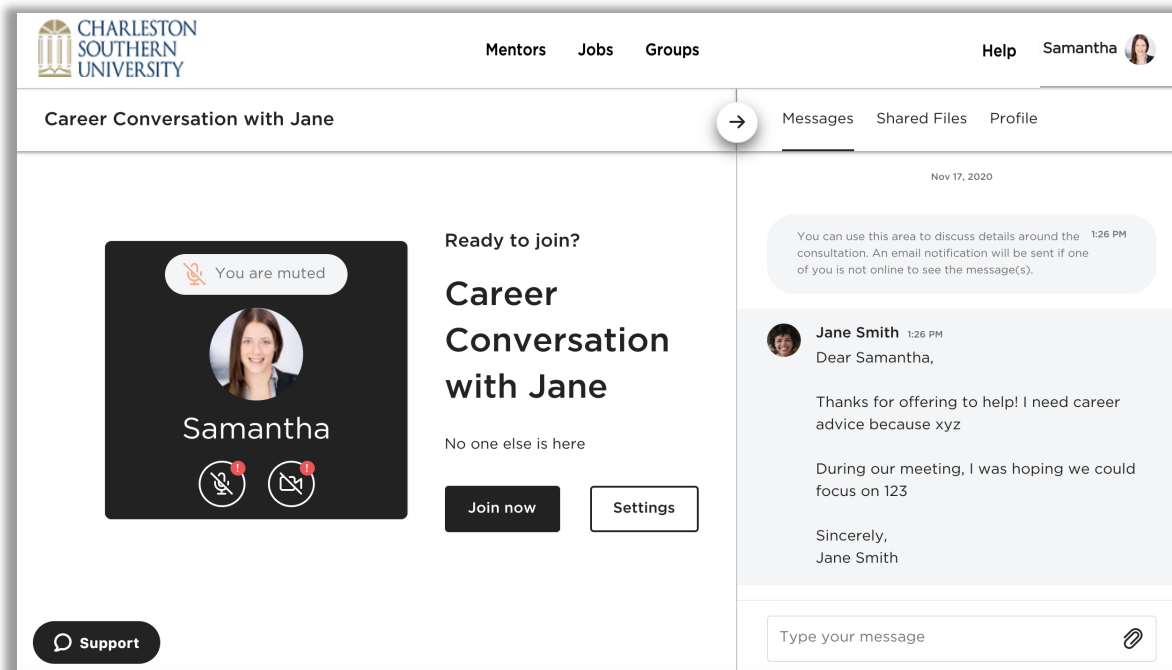 CHARLESTON
SOUTHERN
UNIVERSITY
Mentors Jobs Groups
Help Samantha
Career Conversation with Jane
Messages Shared Files Profile
Nov 17, 2020
You can use this area to discuss details around the 1:26 PM
consultation. An email notification will be sent if one
of you is not online to see the message(s).
You are muted
Samantha
!
!
Ready to join?
Career
Conversation
with Jane
No one else is here
Join now Settings
Jane Smith 1:26 PM
Dear Samantha,
Thanks for offering to help! I need career
advice because xyz
During our meeting, I was hoping we could
focus on 123
Sincerely,
Jane Smith
Type your message
Support